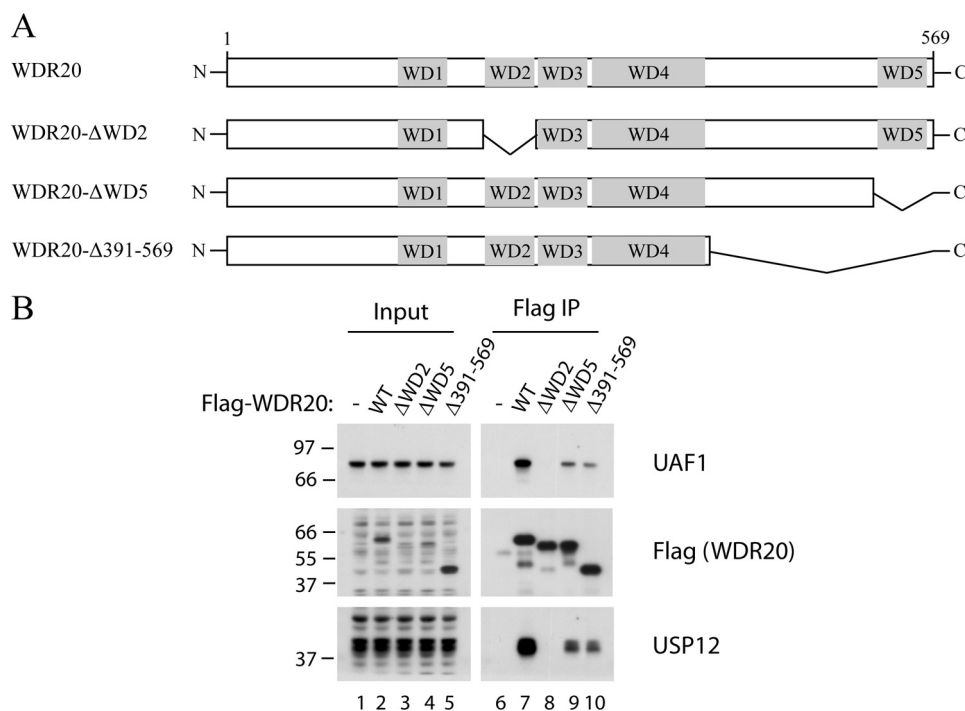 A
1 569
WDR20 N WD1 WD2 WD3 WD4 WD5 C
WDR20-ΔWD2 N WD1 WD3 WD4 WD5 C
WDR20-ΔWD5 N WD1 WD2 WD3 WD4 C
WDR20-Δ391-569 N WD1 WD2 WD3 WD4 C
B
Input Flag IP
Flag-WDR20: - WT ΔWD2 ΔWD5 Δ391-569 - WT ΔWD2 ΔWD5 Δ391-569
97
66
UAF1
66
55
37
Flag (WDR20)
37
USP12
1 2 3 4 5 6 7 8 9 10